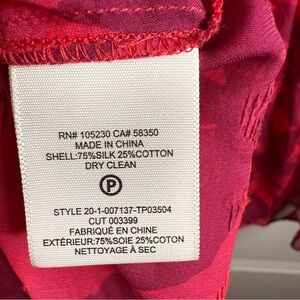 RN# 105230 CA# 58350
MADE IN CHINA
SHELL:75%SILK 25%COTTON
DRY CLEAN
P
STYLE 20-1-007137-TP03504
CUT 003399
FABRIQUÉ EN CHINE
EXTÉRIEUR:75%SOIE 25%COTON
NETTOYAGE À SEC